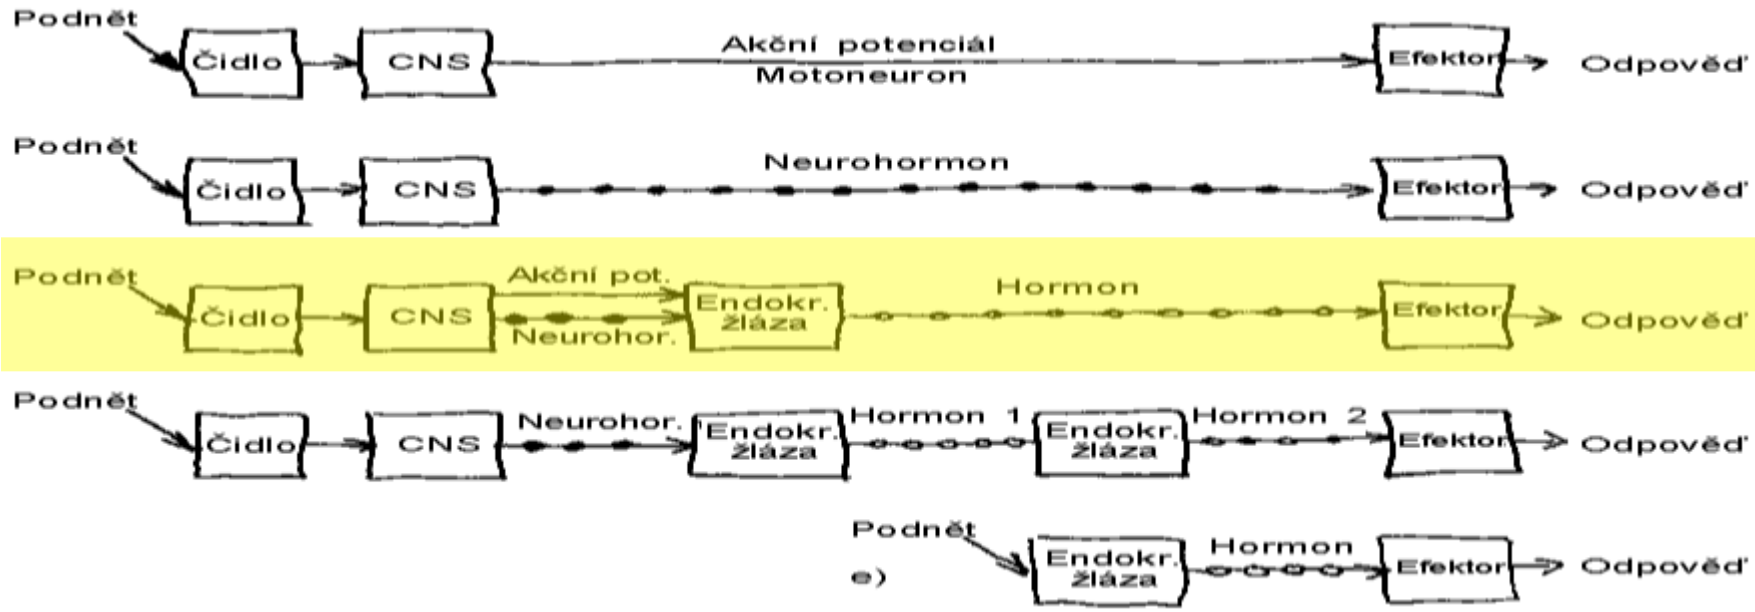 Podnět
Čidlo CNS Akční potenciál Efektor Odpověď
Motoneuron
Podnět
Čidlo CNS Neurohormon Efektor Odpověď
Podnět
Čidlo CNS Akční pot. Endokr. Hormon Efektor Odpověď
Neurohor. žláza
Podnět
Čidlo CNS Neurohor. Endokr. Hormon 1 Endokr. Hormon 2 Efektor Odpověď
žláza žláza
Podnět
Endokr. Hormon Efektor Odpověď
e) žláza